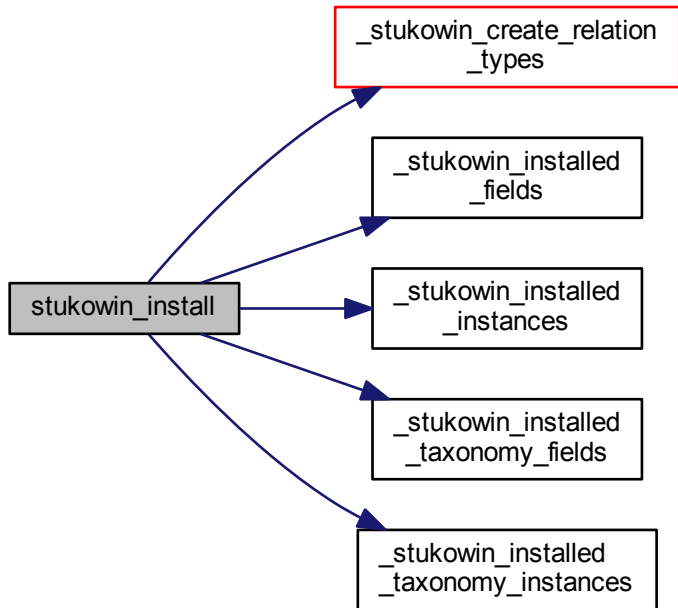 _stukowin_create_relation
_types
_stukowin_installed
_fields
stukowin_install
_stukowin_installed
_instances
_stukowin_installed
_taxonomy_fields
_stukowin_installed
_taxonomy_instances